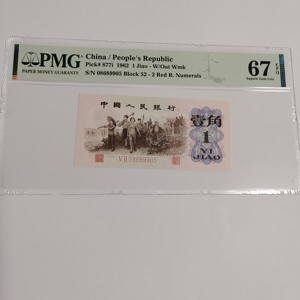 PMG
PAPER MONEY GUARANTY
China / People's Republic
Pick# 877i 1962 1 Jiao - W/Out Wmk
S/N 08689905 Block 52 - 2 Red R. Numerals
67 EPQ
Superb Gem Unc
中國人民銀行
壹角
1
YI JIAO